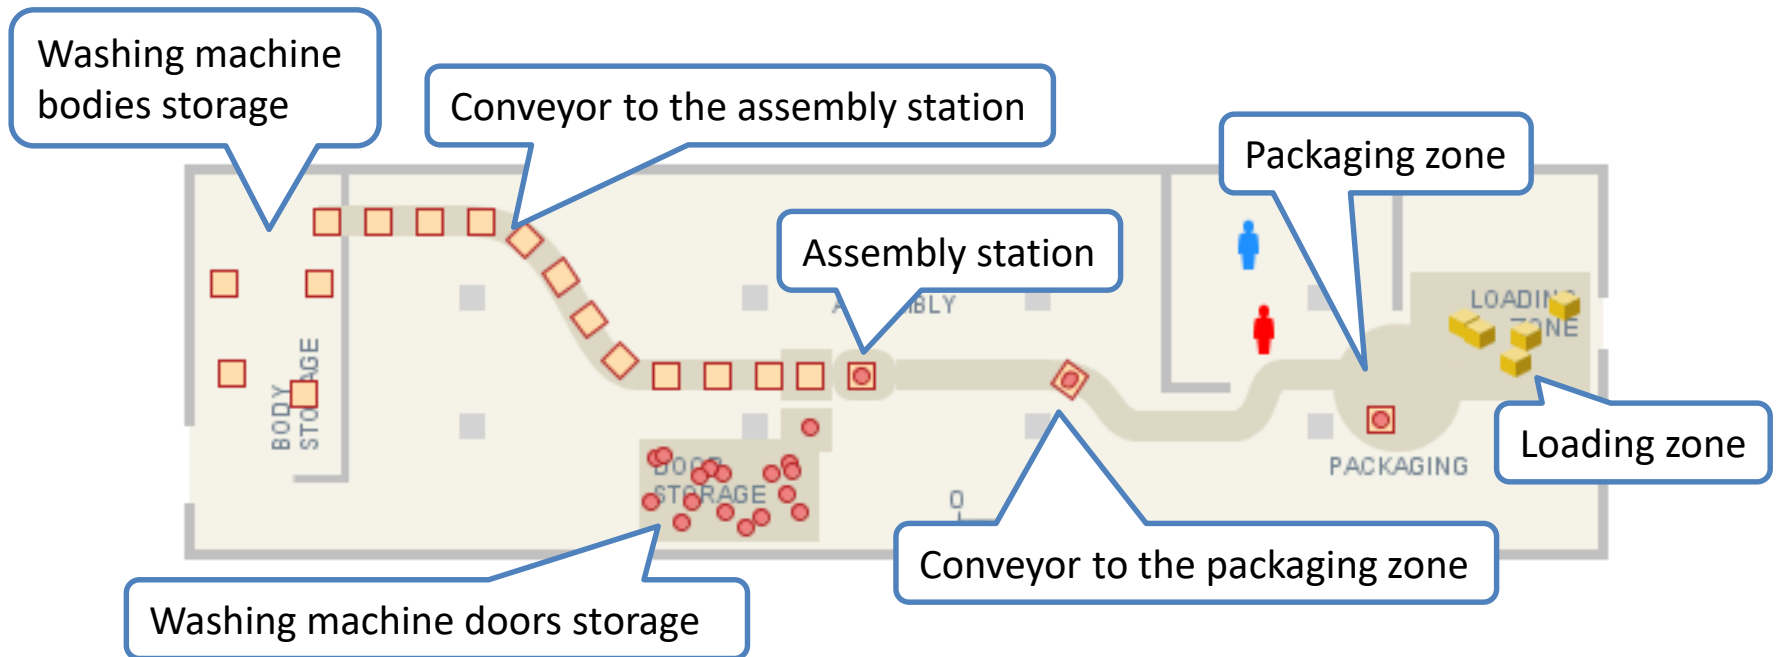 Washing machine
bodies storage
Conveyor to the assembly station
Packaging zone
Assembly station
LOADING
ZONE
BODY
STORAGE
DOOR
STORAGE
0
PACKAGING
Loading zone
Conveyor to the packaging zone
Washing machine doors storage